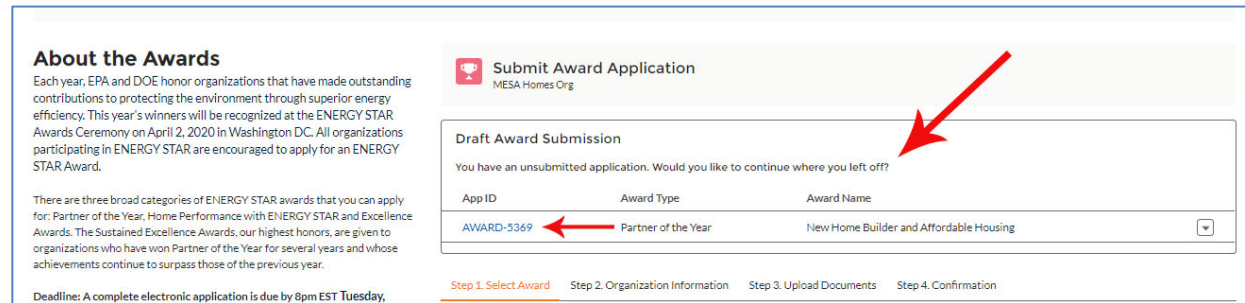 About the Awards
Each year, EPA and DOE honor organizations that have made outstanding
contributions to protecting the environment through superior energy
efficiency. This year's winners will be recognized at the ENERGY STAR
Awards Ceremony on April 2, 2020 in Washington DC. All organizations
participating in ENERGY STAR are encouraged to apply for an ENERGY
STAR Award.
There are three broad categories of ENERGY STAR awards that you can apply
for: Partner of the Year, Home Performance with ENERGY STAR and Excellence
Awards. The Sustained Excellence Awards, our highest honors, are given to
organizations who have won Partner of the Year for several years and whose
achievements continue to surpass those of the previous year.
Deadline: A complete electronic application is due by 8pm EST Tuesday,
Submit Award Application
MESA Homes Org
Draft Award Submission
You have an unsubmitted application. Would you like to continue where you left off?
App ID Award Type Award Name
AWARD-5369 Partner of the Year New Home Builder and Affordable Housing
Step 1. Select Award Step 2. Organization Information Step 3. Upload Documents Step 4. Confirmation